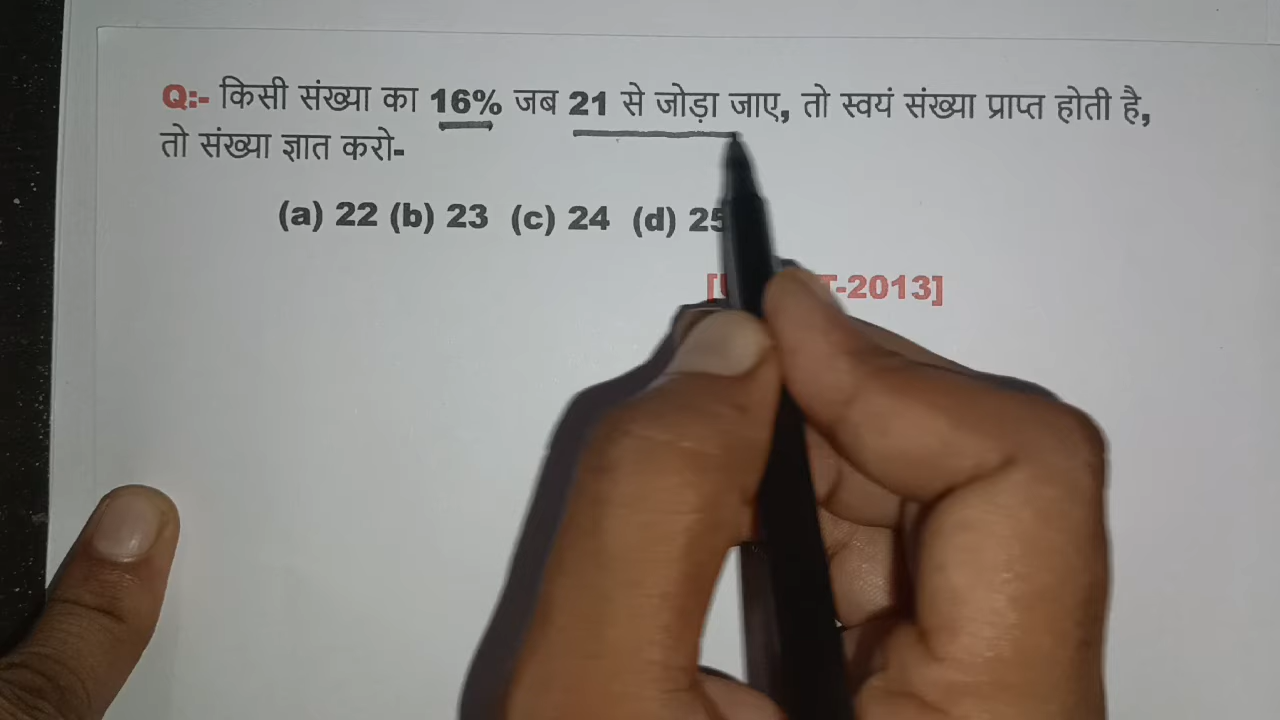 Q:- किसी संख्या का 16% जब 21 से जोड़ा जाए, तो स्वयं संख्या प्राप्त होती है,
तो संख्या ज्ञात करो-
(a) 22 (b) 23 (c) 24 (d) 25
-2013]